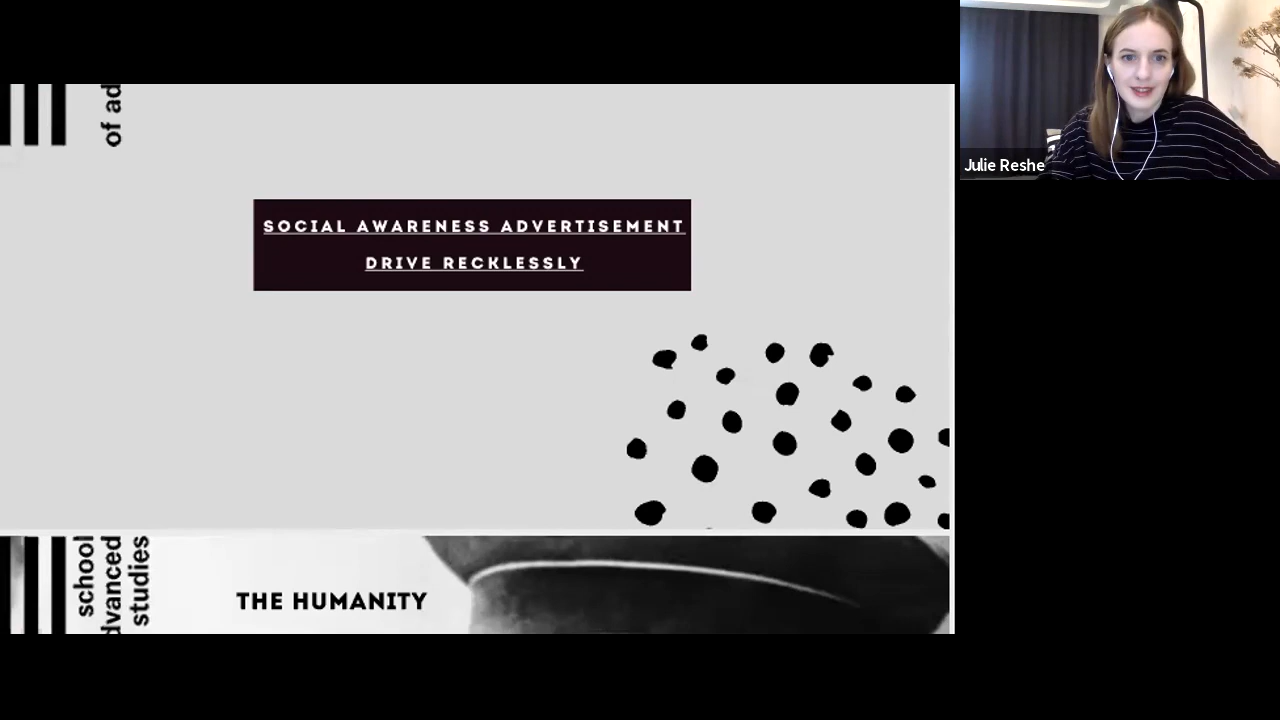 of ad
SOCIAL AWARENESS ADVERTISEMENT
DRIVE RECKLESSLY
school
dvanced
studies
THE HUMANITY
Julie Reshe